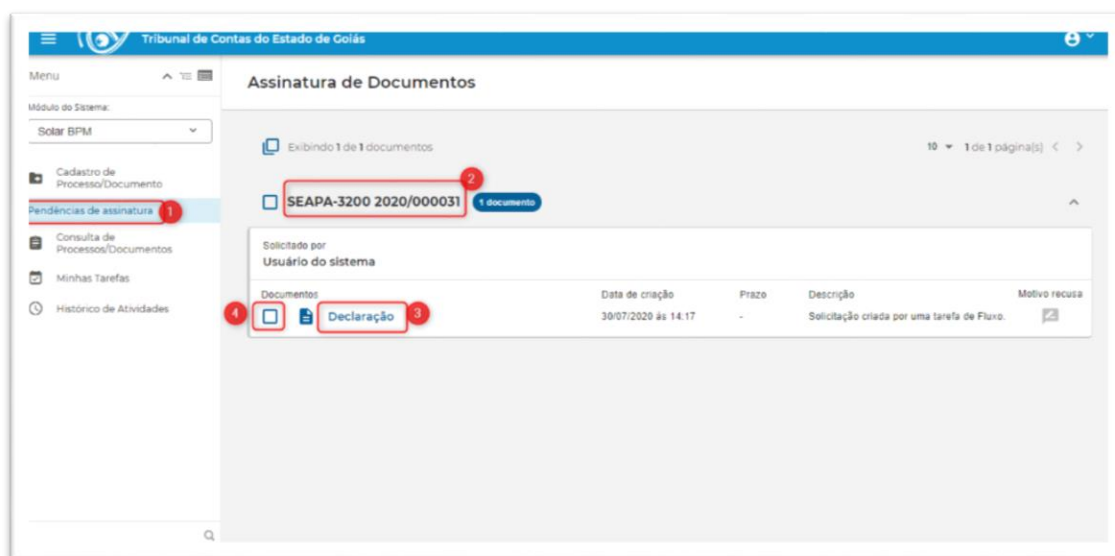 Tribunal de Contas do Estado de Goiás
Menu
Módulo do Sistema:
Solar BPM
Cadastro de
Processo/Documento
Pendências de assinatura
1
Consulta de
Processos/Documentos
Minhas Tarefas
Histórico de Atividades
Assinatura de Documentos
Exibindo 1 de 1 documentos
10
1 de 1 página(s)
2
SEAPA-3200 2020/000031
1 documento
Solicitado por
Usuário do sistema
Documentos
Data de criação
Prazo
Descrição
Motivo recusa
4
Declaração
3
30/07/2020 às 14:17
-
Solicitação criada por uma tarefa de Fluxo.